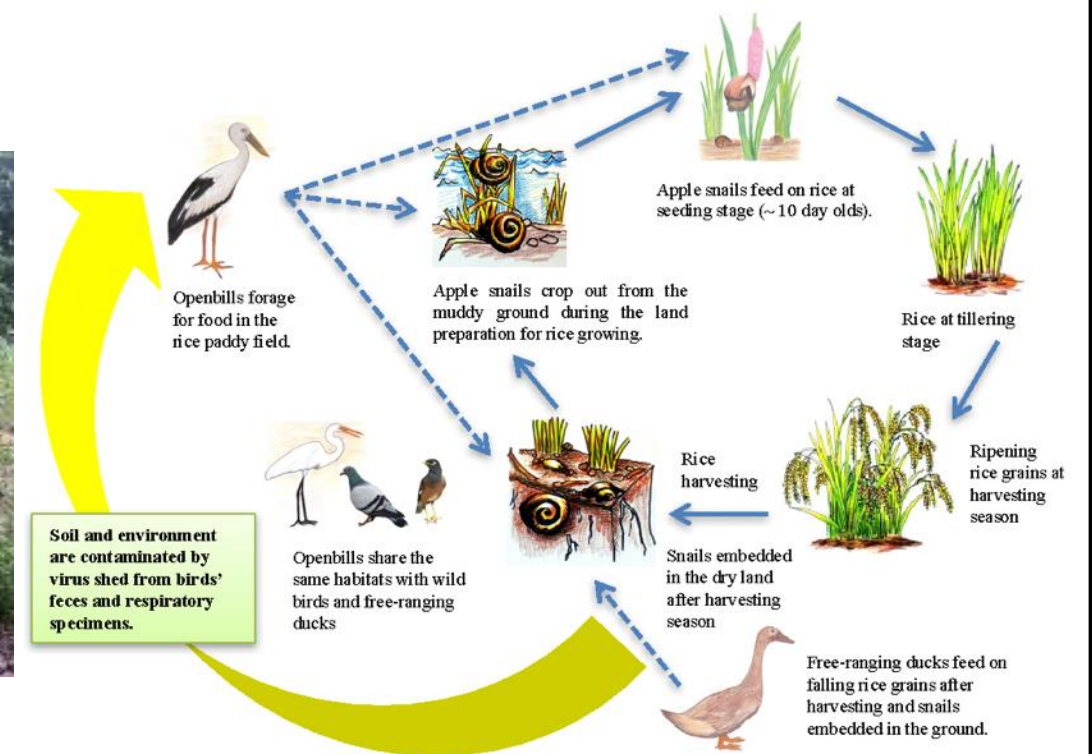 Apple snails feed on rice at
seeding stage (~ 10 day olds).
Openbills forage
for food in the
rice paddy field.
Apple snails crop out from the
muddy ground during the land
preparation for rice growing.
Rice at tillering
stage
Rice
harvesting
Ripening
rice grains at
harvesting
season
Soil and environment
are contaminated by
virus shed from birds'
feces and respiratory
specimens.
Openbills share the
same habitats with wild
birds and free-ranging
ducks
Snails embedded
in the dry land
after harvesting
season
Free-ranging ducks feed on
falling rice grains after
harvesting and snails
embedded in the ground.